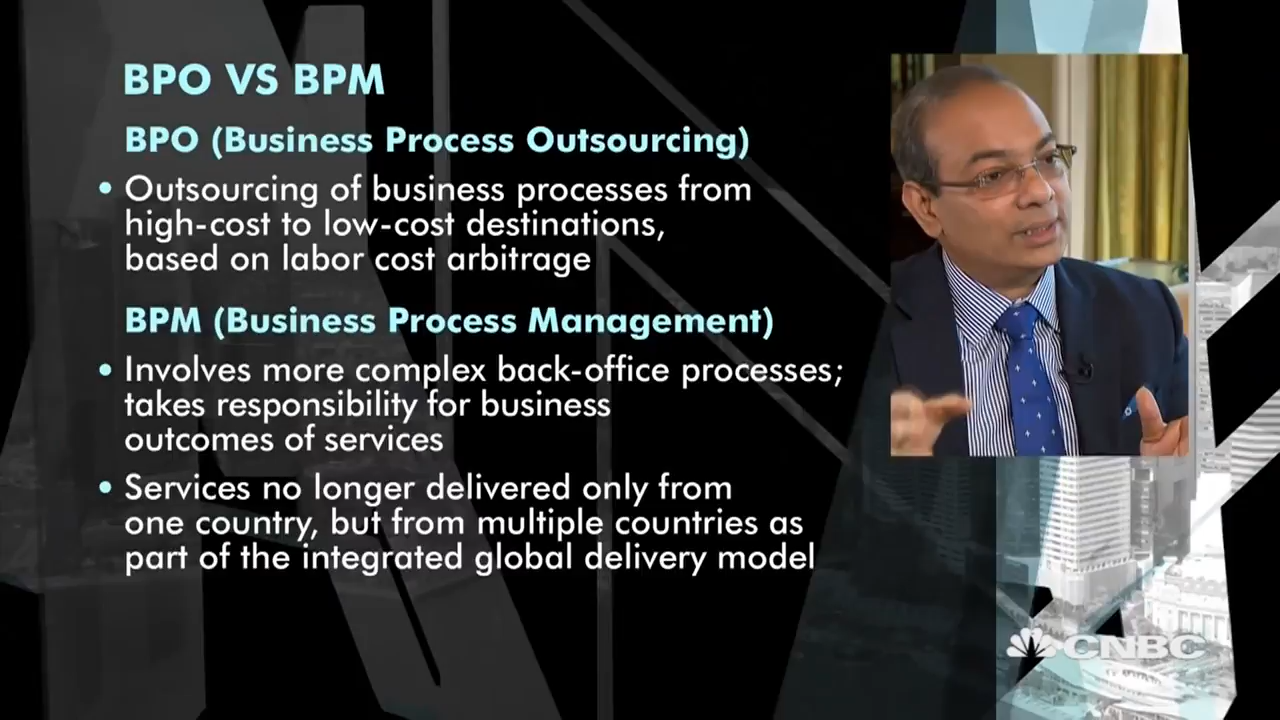 BPO VS BPM
BPO (Business Process Outsourcing)
• Outsourcing of business processes from
high-cost to low-cost destinations,
based on labor cost arbitrage
BPM (Business Process Management)
• Involves more complex back-office processes;
takes responsibility for business
outcomes of services
• Services no longer delivered only from
one country, but from multiple countries as
part of the integrated global delivery model
CNBC